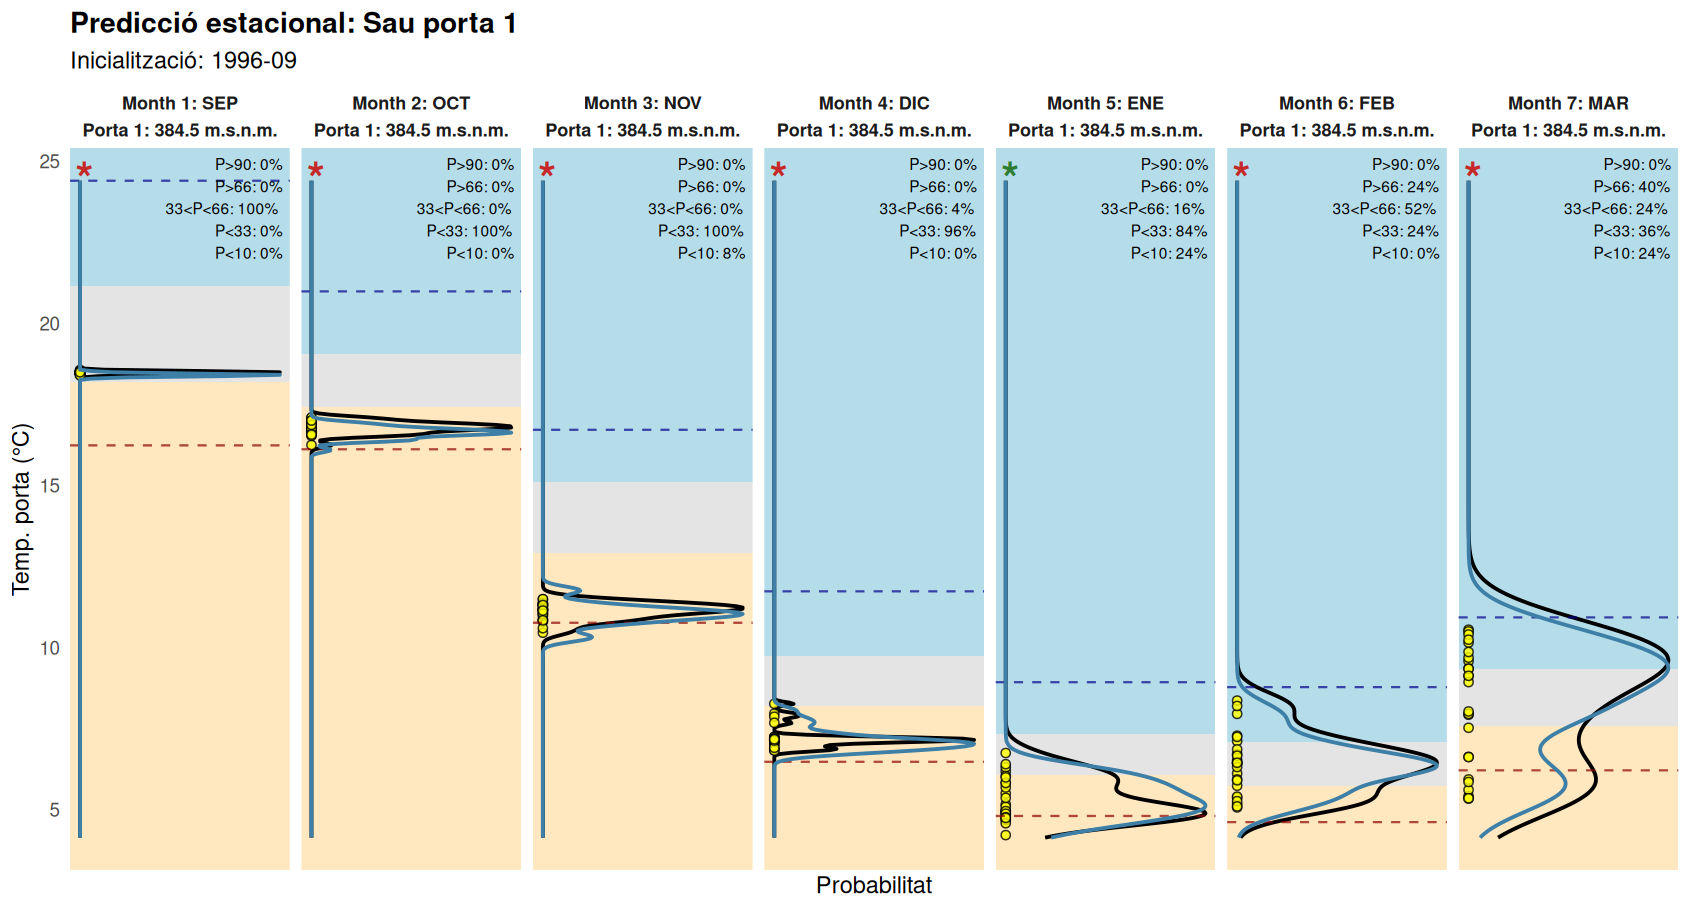 Predicció estacional: Sau porta 1
Inicialització: 1996-09
Month 1: SEP
Porta 1: 384.5 m.s.n.m.
Month 2: OCT
Porta 1: 384.5 m.s.n.m.
Month 3: NOV
Porta 1: 384.5 m.s.n.m.
Month 4: DIC
Porta 1: 384.5 m.s.n.m.
Month 5: ENE
Porta 1: 384.5 m.s.n.m.
Month 6: FEB
Porta 1: 384.5 m.s.n.m.
Month 7: MAR
Porta 1: 384.5 m.s.n.m.
Temp. porta (°C)
25
20
15
10
5
*
P>90: 0%
P>66: 0%
33<P<66: 100%
P<33: 0%
P<10: 0%
*
P>90: 0%
P>66: 0%
33<P<66: 0%
P<33: 100%
P<10: 0%
*
P>90: 0%
P>66: 0%
33<P<66: 0%
P<33: 100%
P<10: 8%
*
P>90: 0%
P>66: 0%
33<P<66: 4%
P<33: 96%
P<10: 0%
*
P>90: 0%
P>66: 0%
33<P<66: 16%
P<33: 84%
P<10: 24%
*
P>90: 0%
P>66: 24%
33<P<66: 52%
P<33: 24%
P<10: 0%
*
P>90: 0%
P>66: 40%
33<P<66: 24%
P<33: 36%
P<10: 24%
Probabilitat